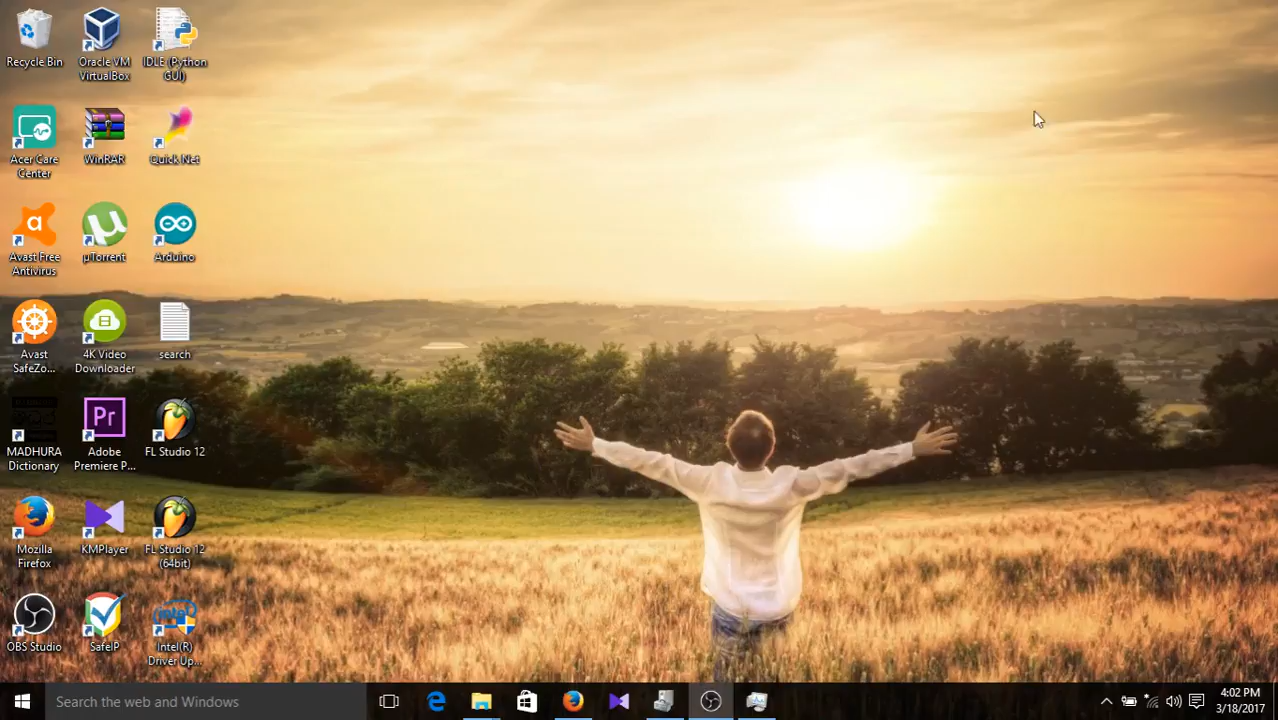 Recycle Bin
Oracle VM
VirtualBox
IDLE (Python
GUI)
Acer Care
Center
WinRAR
Quick Net
Avast Free
Antivirus
µTorrent
Arduino
Avast
SafeZo...
4K Video
Downloader
search
MADHURA
Dictionary
Pr
Adobe
Premiere P...
FL Studio 12
Mozilla
Firefox
KMPlayer
FL Studio 12
(64bit)
OBS Studio
SafeIP
intel
Intel(R)
Driver Up...
Search the web and Windows
4:02 PM
3/18/2017